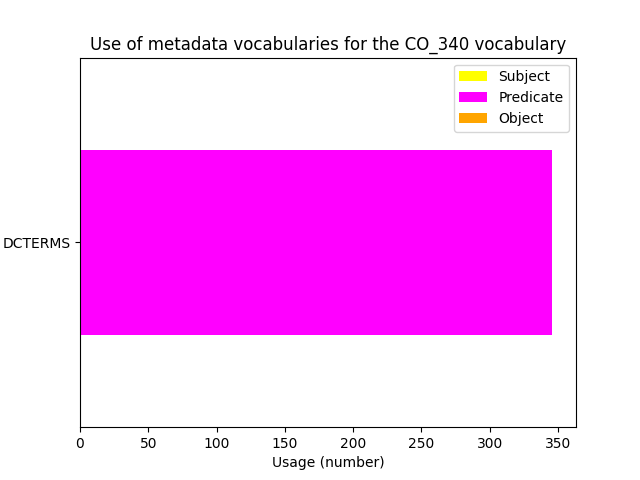 Use of metadata vocabularies for the CO_340 vocabulary
Subject
Predicate
Object
DCTERMS
0 50 100 150 200 250 300 350
Usage (number)